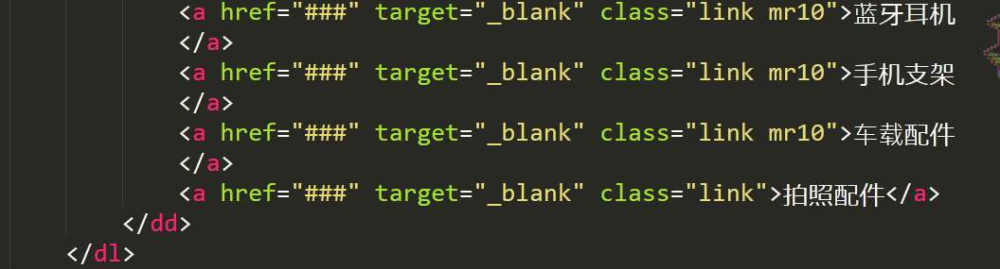 <a href="###" target="_blank" class="link mr10">蓝牙耳机
</a>
<a href="###" target="_blank" class="link mr10">手机支架
</a>
<a href="###" target="_blank" class="link mr10">车载配件
</a>
<a href="###" target="_blank" class="link">拍照配件</a>
</dd>
</dl>